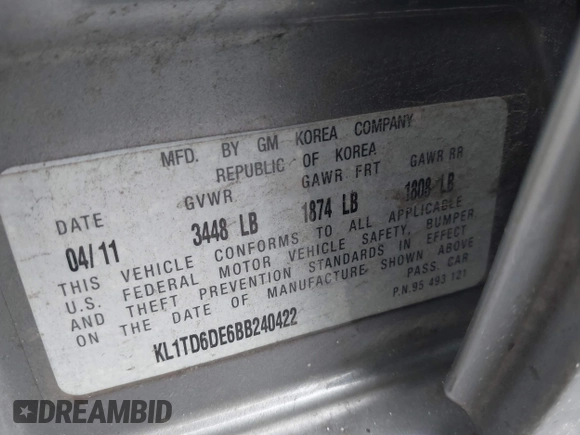 MFD. BY GM KOREA COMPANY
REPUBLIC OF KOREA
DATE GVWR GAWR FRT GAWR RR
04/11 3448 LB 1874 LB 1808 LB
THIS VEHICLE CONFORMS TO ALL APPLICABLE
U.S. FEDERAL MOTOR VEHICLE SAFETY, BUMPER,
AND THEFT PREVENTION STANDARDS IN EFFECT
ON THE DATE OF MANUFACTURE SHOWN ABOVE
PASS. CAR
KL1TD6DE6BB240422
P.N.95 493 121
DREAMBID